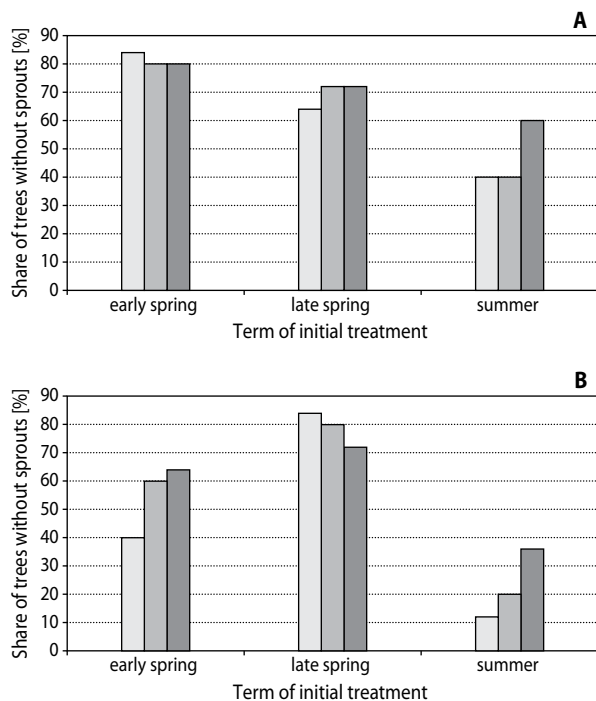 A
Share of trees without sprouts [%]
90
80
70
60
50
40
30
20
10
0
early spring late spring summer
Term of initial treatment
B
Share of trees without sprouts [%]
90
80
70
60
50
40
30
20
10
0
early spring late spring summer
Term of initial treatment